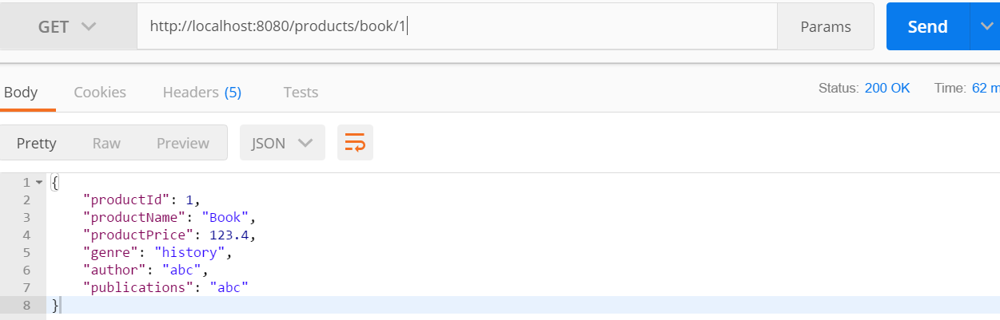 GET http://localhost:8080/products/book/1 Params Send
Body Cookies Headers (5) Tests Status: 200 OK Time: 62 m
Pretty Raw Preview JSON
1 {
2 "productId": 1,
3 "productName": "Book",
4 "productPrice": 123.4,
5 "genre": "history",
6 "author": "abc",
7 "publications": "abc"
8 }